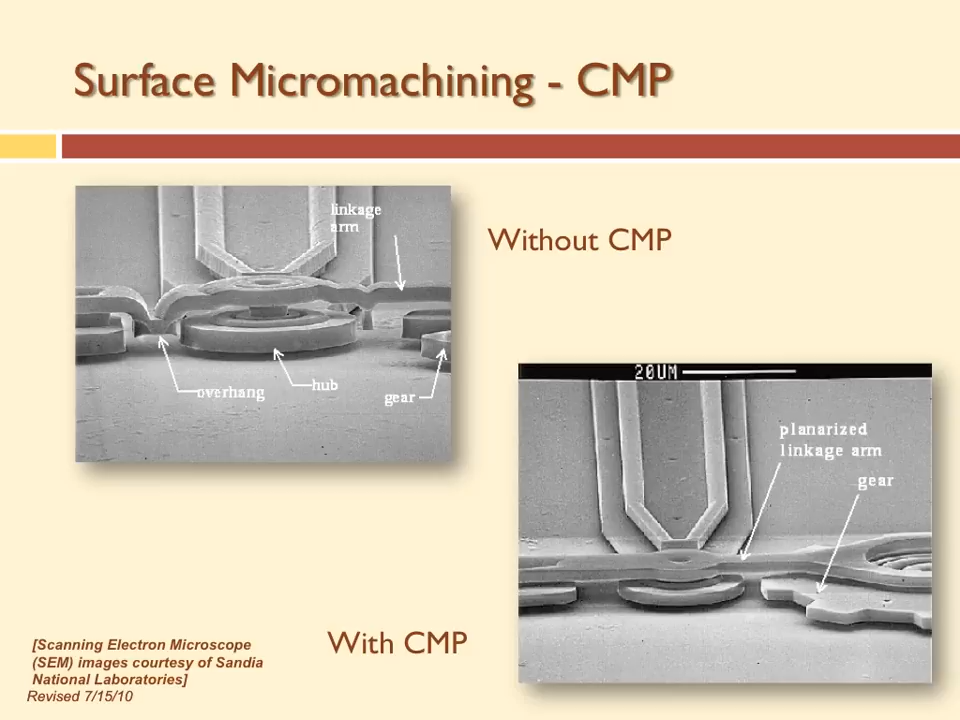 Surface Micromachining - CMP
linkage
arm
overhang
hub
gear
Without CMP
20UM
planarized
linkage arm
gear
With CMP
[Scanning Electron Microscope
(SEM) images courtesy of Sandia
National Laboratories]
Revised 7/15/10